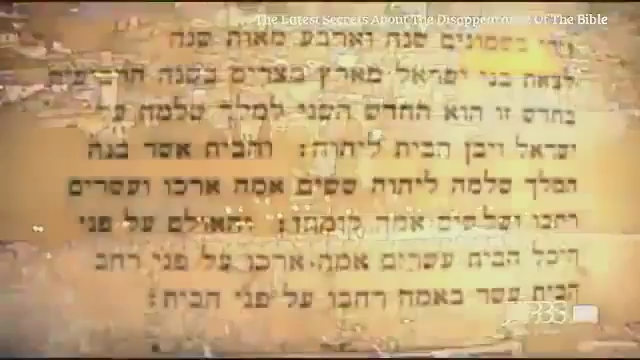 The Latest Secrets About The Disappearance Of The Bible
ויהי בשמונים שנה וארבע מאות שנה
לצאת בני ישראל מארץ מצרים בשנה
בחדש זו הוא החדש השני למלך שלמה על
ישראל ויבן הבית ליהוה: והבית אשר בנה
המלך שלמה ליהוה ששים אמה ארכו ועשרים
רחבו ושלשים אמה קומתו: והאולם על פני
היכל הבית עשרים אמה ארכו על פני רחב
הבית עשר באמה רחבו על פני הבית:
PBS